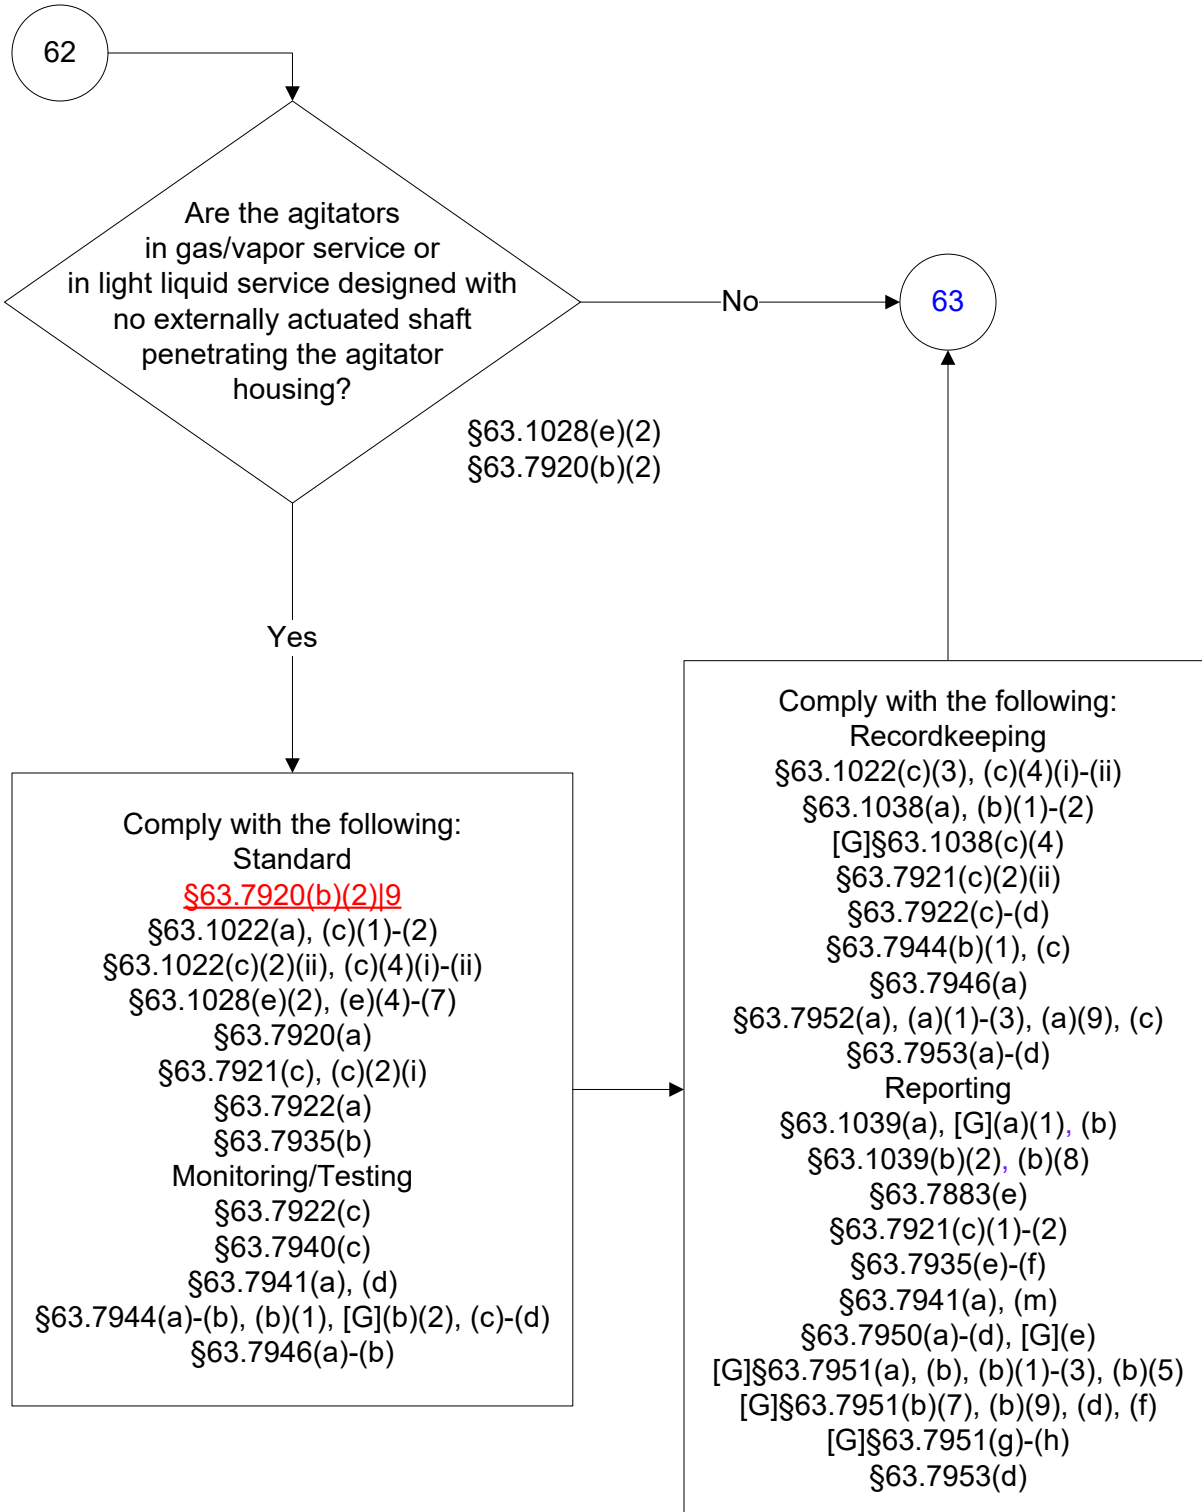 62
Are the agitators
in gas/vapor service or
in light liquid service designed with
no externally actuated shaft
penetrating the agitator
housing?
No
63
§63.1028(e)(2)
§63.7920(b)(2)
Yes
Comply with the following:
Standard
§63.7920(b)(2)|9
§63.1022(a), (c)(1)-(2)
§63.1022(c)(2)(ii), (c)(4)(i)-(ii)
§63.1028(e)(2), (e)(4)-(7)
§63.7920(a)
§63.7921(c), (c)(2)(i)
§63.7922(a)
§63.7935(b)
Monitoring/Testing
§63.7922(c)
§63.7940(c)
§63.7941(a), (d)
§63.7944(a)-(b), (b)(1), [G](b)(2), (c)-(d)
§63.7946(a)-(b)
Comply with the following:
Recordkeeping
§63.1022(c)(3), (c)(4)(i)-(ii)
§63.1038(a), (b)(1)-(2)
[G]§63.1038(c)(4)
§63.7921(c)(2)(ii)
§63.7922(c)-(d)
§63.7944(b)(1), (c)
§63.7946(a)
§63.7952(a), (a)(1)-(3), (a)(9), (c)
§63.7953(a)-(d)
Reporting
§63.1039(a), [G](a)(1), (b)
§63.1039(b)(2), (b)(8)
§63.7883(e)
§63.7921(c)(1)-(2)
§63.7935(e)-(f)
§63.7941(a), (m)
§63.7950(a)-(d), [G](e)
[G]§63.7951(a), (b), (b)(1)-(3), (b)(5)
[G]§63.7951(b)(7), (b)(9), (d), (f)
[G]§63.7951(g)-(h)
§63.7953(d)